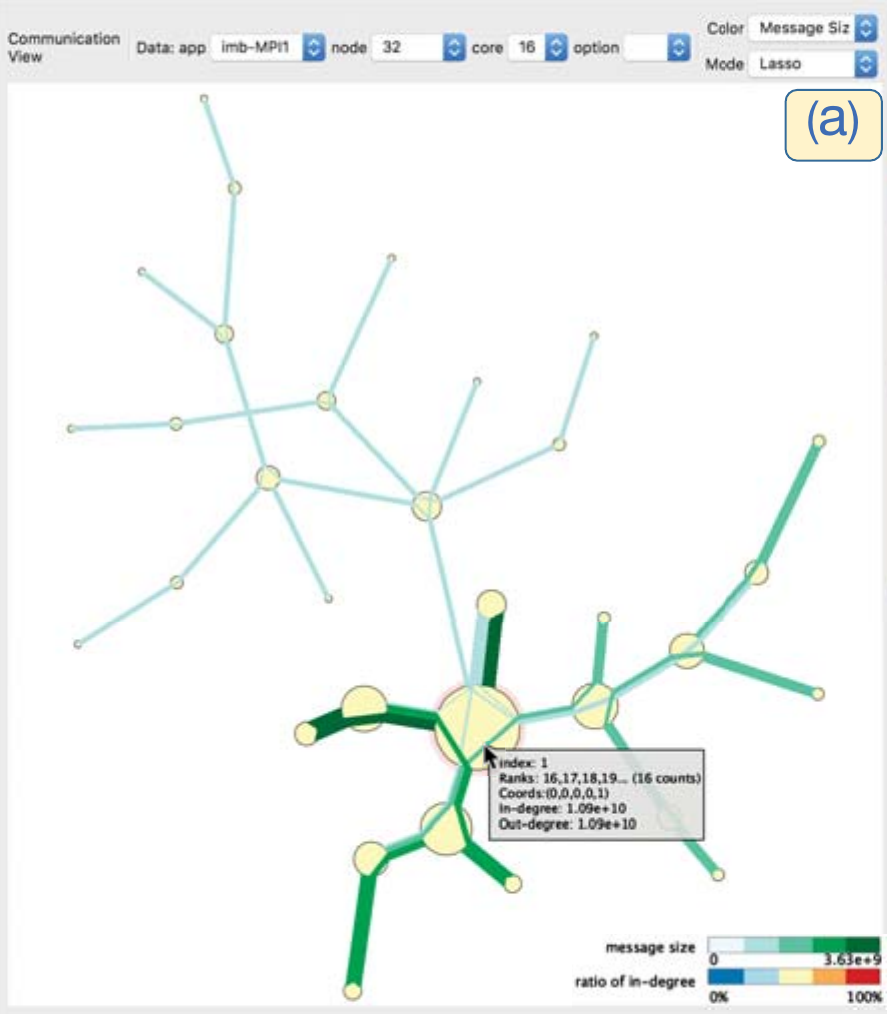 Communication
View
Data: app imb-MPI1 node 32 core 16 option
Color Message Siz
Mode Lasso
(a)
index: 1
Ranks: 16,17,18,19... (16 counts)
Coords:(0,0,0,0,1)
In-degree: 1.09e+10
Out-degree: 1.09e+10
message size
0 3.63e+9
ratio of in-degree
0% 100%